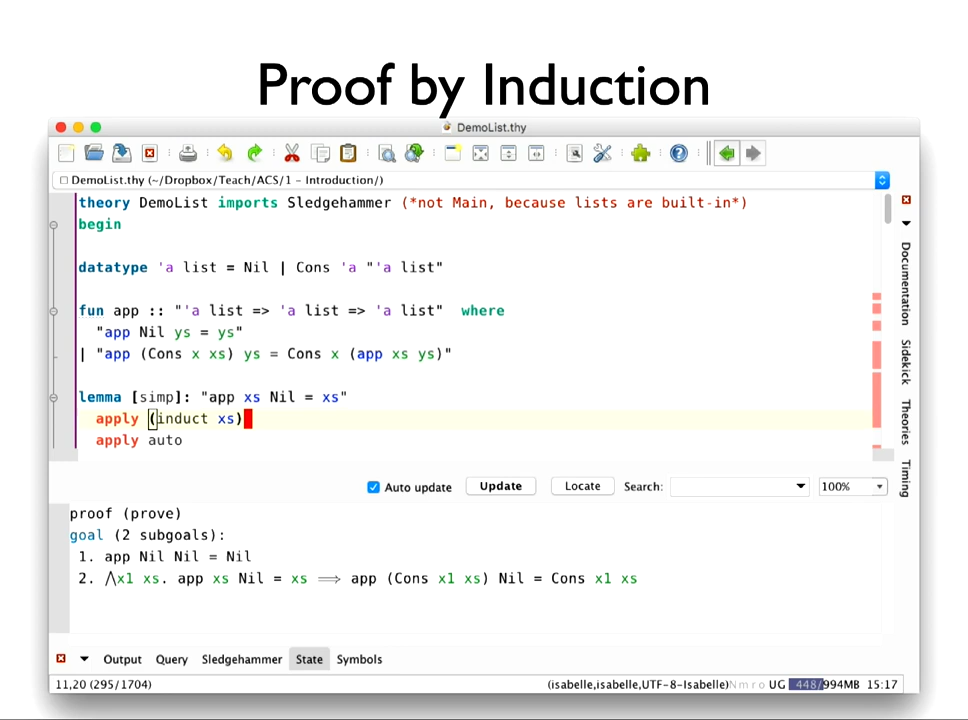 Proof by Induction
DemoList.thy
DemoList.thy (~/Dropbox/Teach/ACS/1 – Introduction/)
theory DemoList imports Sledgehammer (*not Main, because lists are built-in*)
begin
datatype 'a list = Nil | Cons 'a "'a list"
fun app :: "'a list => 'a list => 'a list" where
"app Nil ys = ys"
| "app (Cons x xs) ys = Cons x (app xs ys)"
lemma [simp]: "app xs Nil = xs"
apply (induct xs)
apply auto
Documentation
Sidekick
Theories
Timing
Auto update
Update
Locate
Search:
100%
proof (prove)
goal (2 subgoals):
1. app Nil Nil = Nil
2. ⋀x1 xs. app xs Nil = xs ⟹ app (Cons x1 xs) Nil = Cons x1 xs
Output Query Sledgehammer State Symbols
11,20 (295/1704)
(isabelle,isabelle,UTF-8-Isabelle)Nmro UG 448/994MB 15:17